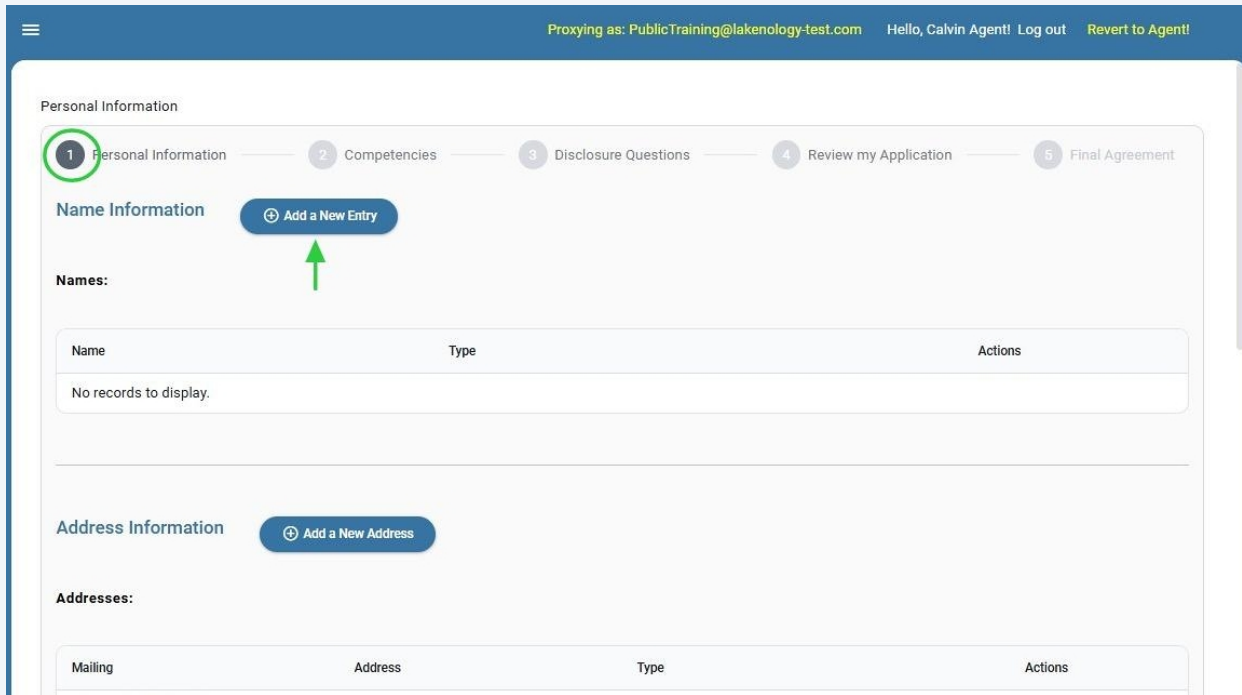 Proxying as: PublicTraining@lakenology-test.com Hello, Calvin Agent! Log out Revert to Agent!
Personal Information
1 Personal Information 2 Competencies 3 Disclosure Questions 4 Review my Application 5 Final Agreement
Name Information Add a New Entry
Names:
Name Type Actions
No records to display.
Address Information Add a New Address
Addresses:
Mailing Address Type Actions